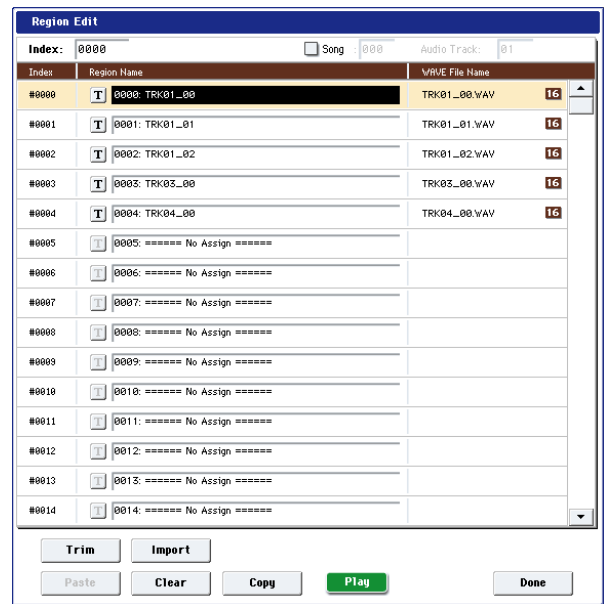 Region Edit
Index: 0000 Song : 000 Audio Track: 01
Index Region Name WAVE File Name
#0000 T 0000: TRK01_00 TRK01_00.WAV 16
#0001 T 0001: TRK01_01 TRK01_01.WAV 16
#0002 T 0002: TRK01_02 TRK01_02.WAV 16
#0003 T 0003: TRK03_00 TRK03_00.WAV 16
#0004 T 0004: TRK04_00 TRK04_00.WAV 16
#0005 T 0005: ====== No Assign ======
#0006 T 0006: ====== No Assign ======
#0007 T 0007: ====== No Assign ======
#0008 T 0008: ====== No Assign ======
#0009 T 0009: ====== No Assign ======
#0010 T 0010: ====== No Assign ======
#0011 T 0011: ====== No Assign ======
#0012 T 0012: ====== No Assign ======
#0013 T 0013: ====== No Assign ======
#0014 T 0014: ====== No Assign ======
Trim Import
Paste Clear Copy Play Done